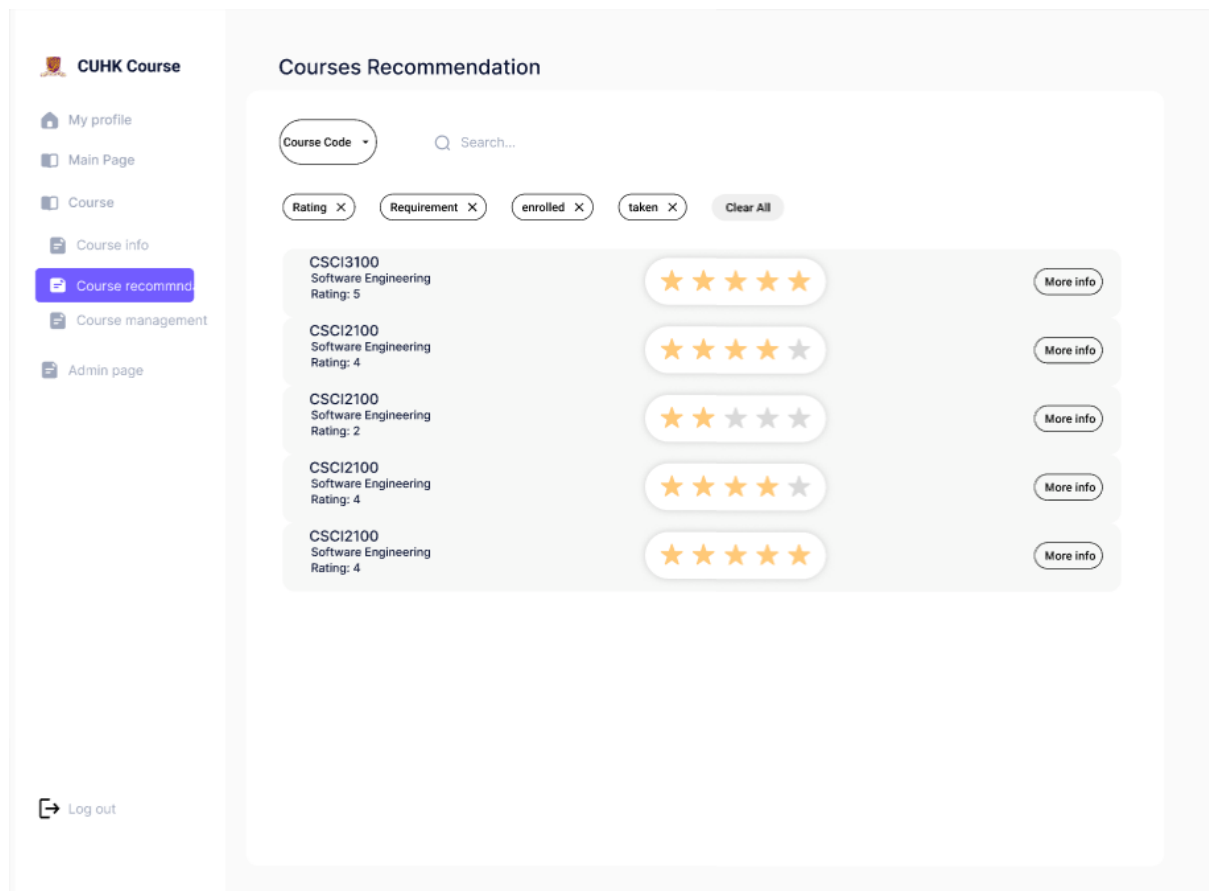 CUHK Course
My profile
Main Page
Course
Course info
Course recommnd
Course management
Admin page
Log out
Courses Recommendation
Course Code
Search...
Rating
Requirement
enrolled
taken
Clear All
CSCI3100
Software Engineering
Rating: 5
More info
CSCI2100
Software Engineering
Rating: 4
More info
CSCI2100
Software Engineering
Rating: 2
More info
CSCI2100
Software Engineering
Rating: 4
More info
CSCI2100
Software Engineering
Rating: 4
More info